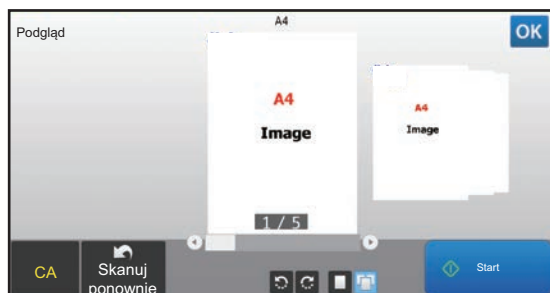 Podgląd
A4
OK
A4
Image
A4
Image
1 / 5
CA
Skanuj
ponownie
Start